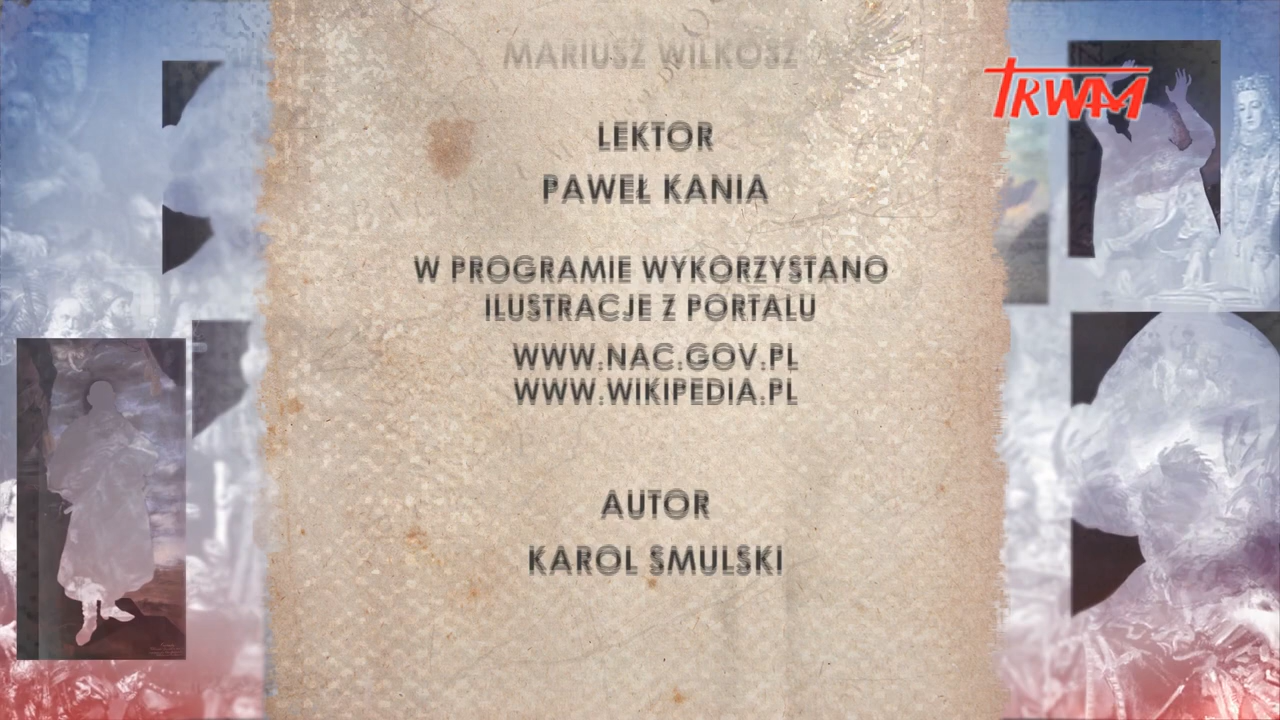 MARIUSZ WILKOSZ
TRWAM
LEKTOR
PAWEŁ KANIA
W PROGRAMIE WYKORZYSTANO
ILUSTRACJE Z PORTALU
WWW.NAC.GOV.PL
WWW.WIKIPEDIA.PL
AUTOR
KAROL SMULSKI